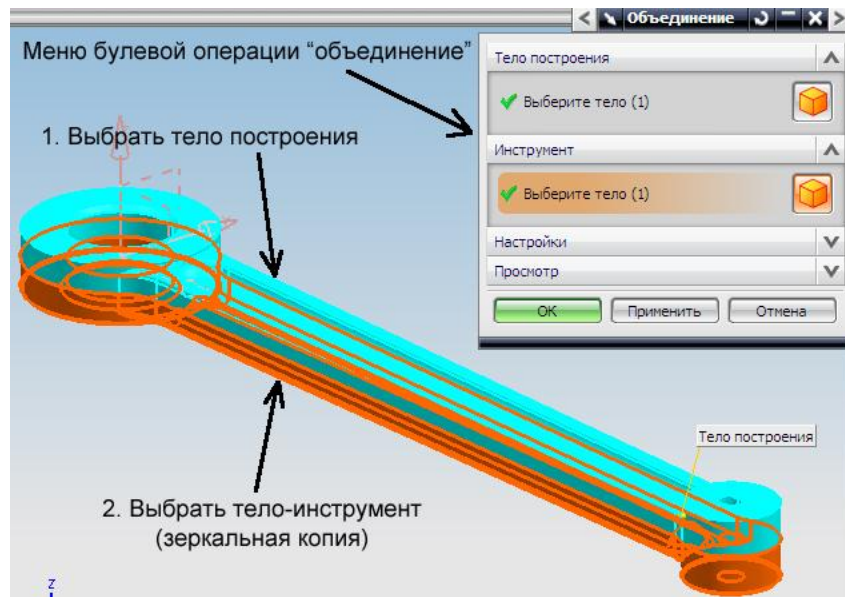 Объединение
Меню булевой операции “объединение”
Тело построения
Выберите тело (1)
1. Выбрать тело построения
Инструмент
Выберите тело (1)
Настройки
Просмотр
ОК Применить Отмена
Тело построения
2. Выбрать тело-инструмент
(зеркальная копия)
z